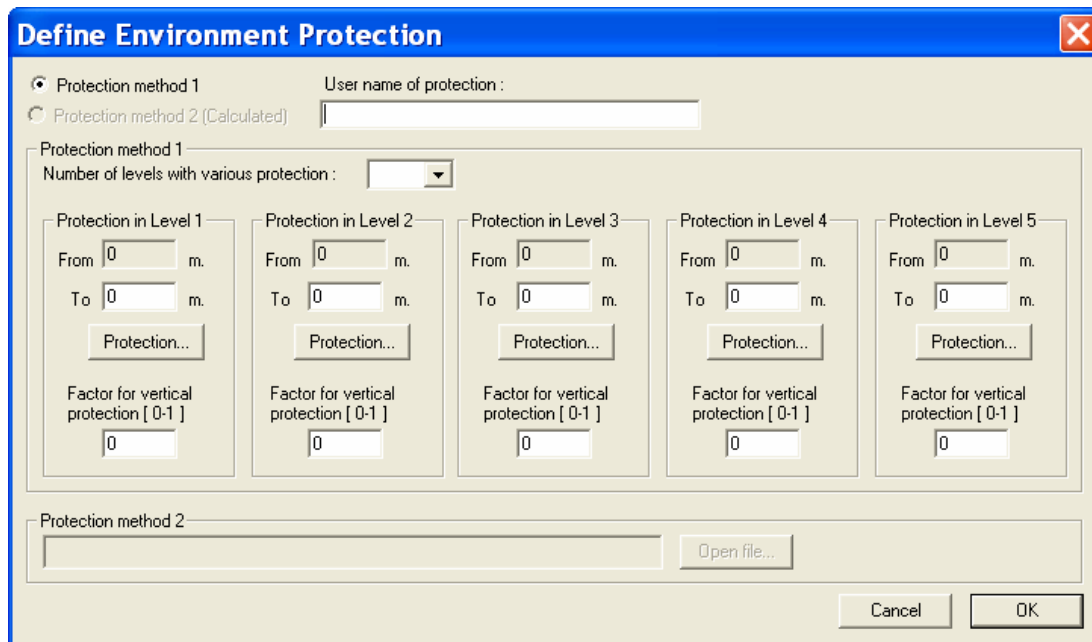 Define Environment Protection
Protection method 1
User name of protection :
Protection method 2 (Calculated)
Protection method 1
Number of levels with various protection :
Protection in Level 1
From 0 m.
To 0 m.
Protection...
Factor for vertical
protection [ 0-1 ]
0
Protection in Level 2
From 0 m.
To 0 m.
Protection...
Factor for vertical
protection [ 0-1 ]
0
Protection in Level 3
From 0 m.
To 0 m.
Protection...
Factor for vertical
protection [ 0-1 ]
0
Protection in Level 4
From 0 m.
To 0 m.
Protection...
Factor for vertical
protection [ 0-1 ]
0
Protection in Level 5
From 0 m.
To 0 m.
Protection...
Factor for vertical
protection [ 0-1 ]
0
Protection method 2
Open file...
Cancel
OK